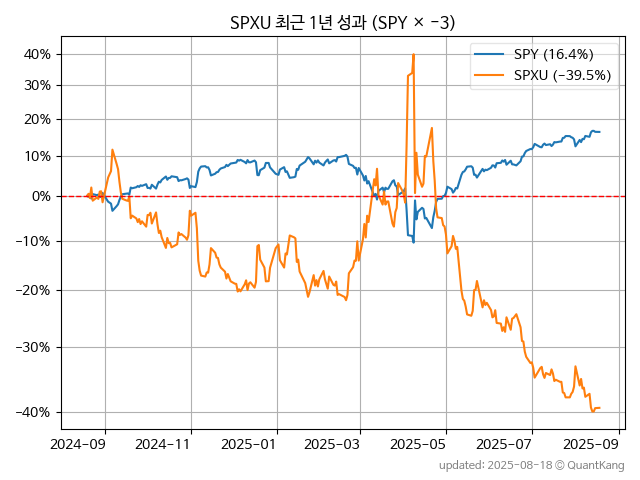 SPXU 최근 1년 성과 (SPY × -3)
SPY (16.4%)
SPXU (-39.5%)
40%
30%
20%
10%
0%
-10%
-20%
-30%
-40%
2024-09 2024-11 2025-01 2025-03 2025-05 2025-07 2025-09
updated: 2025-08-18 © QuantKang